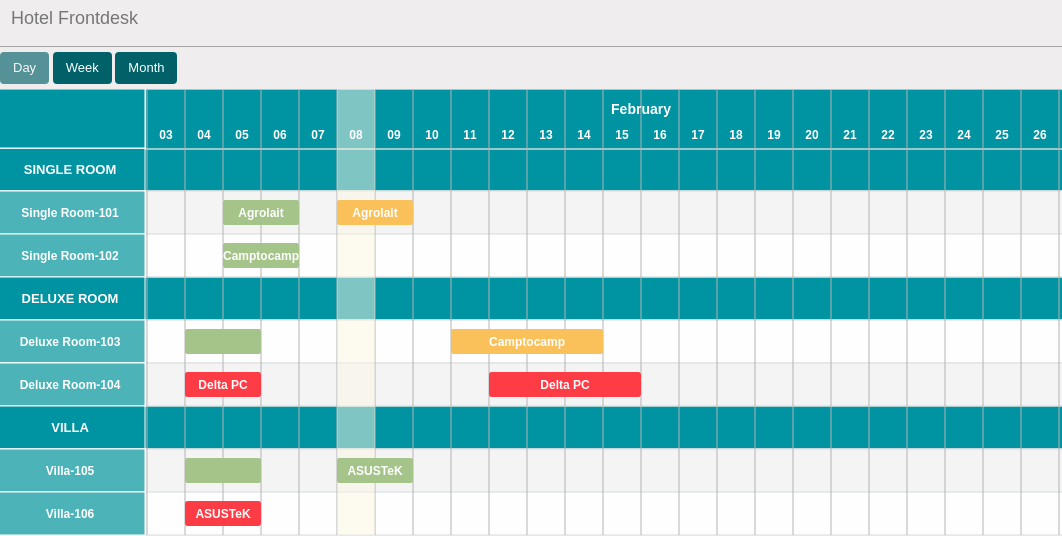 Hotel Frontdesk
Day Week Month
February
03 04 05 06 07 08 09 10 11 12 13 14 15 16 17 18 19 20 21 22 23 24 25 26
SINGLE ROOM
Single Room-101 Agrolait Agrolait
Single Room-102 Camptocamp
DELUXE ROOM
Deluxe Room-103 Camptocamp
Deluxe Room-104 Delta PC Delta PC
VILLA
Villa-105 ASUSTeK
Villa-106 ASUSTeK